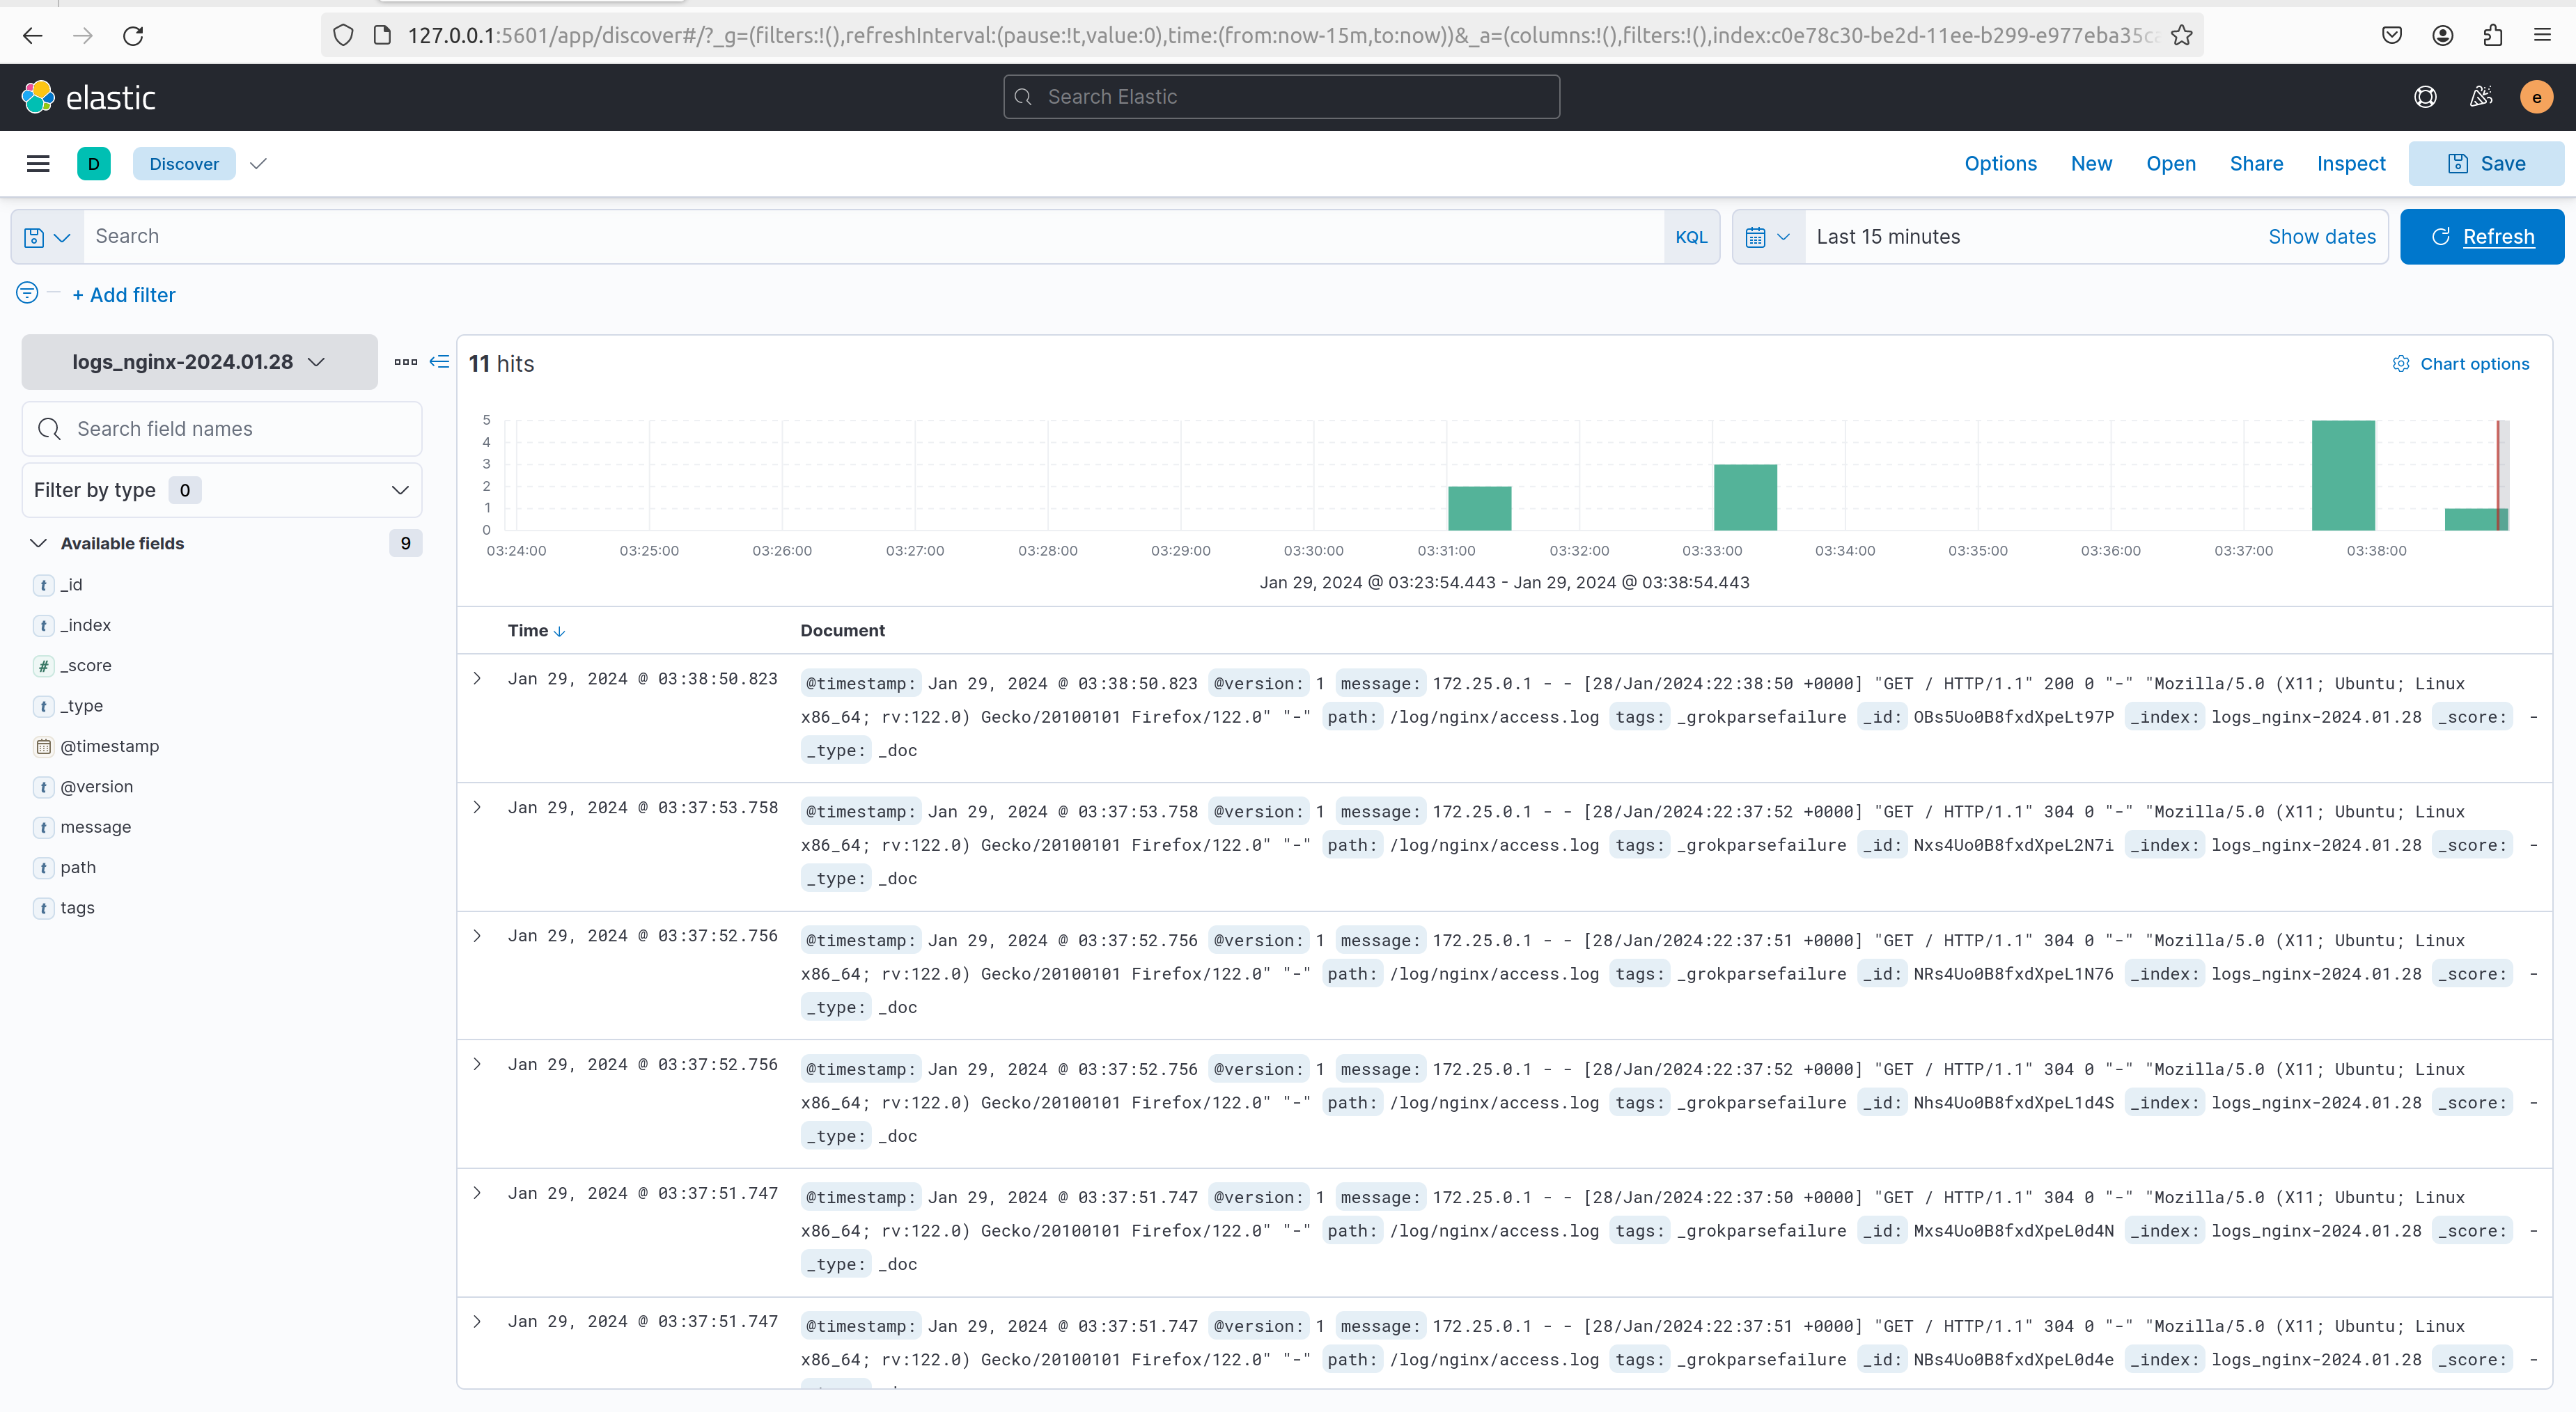 127.0.0.1:5601/app/discover#/?_g=(filters:!(),refreshInterval:(pause:!t,value:0),time:(from:now-15m,to:now))&_a=(columns:!(),filters:!(),index:c0e78c30-be2d-11ee-b299-e977eba35c
elastic
Search Elastic
e
D
Discover
Options
New
Open
Share
Inspect
Save
Search
KQL
Last 15 minutes
Show dates
Refresh
+ Add filter
logs_nginx-2024.01.28
Search field names
Filter by type 0
Available fields 9
t _id
t _index
# _score
t _type
@timestamp
t @version
t message
t path
t tags
11 hits
Chart options
5
4
3
2
1
0
03:24:00 03:25:00 03:26:00 03:27:00 03:28:00 03:29:00 03:30:00 03:31:00 03:32:00 03:33:00 03:34:00 03:35:00 03:36:00 03:37:00 03:38:00
Jan 29, 2024 @ 03:23:54.443 - Jan 29, 2024 @ 03:38:54.443
Time Document
Jan 29, 2024 @ 03:38:50.823 @timestamp: Jan 29, 2024 @ 03:38:50.823 @version: 1 message: 172.25.0.1 - - [28/Jan/2024:22:38:50 +0000] "GET / HTTP/1.1" 200 0 "-" "Mozilla/5.0 (X11; Ubuntu; Linux
x86_64; rv:122.0) Gecko/20100101 Firefox/122.0" "-" path: /log/nginx/access.log tags: _grokparsefailure _id: OBs5Uo0B8fxdXpeLt97P _index: logs_nginx-2024.01.28 _score: -
_type: _doc
Jan 29, 2024 @ 03:37:53.758 @timestamp: Jan 29, 2024 @ 03:37:53.758 @version: 1 message: 172.25.0.1 - - [28/Jan/2024:22:37:52 +0000] "GET / HTTP/1.1" 304 0 "-" "Mozilla/5.0 (X11; Ubuntu; Linux
x86_64; rv:122.0) Gecko/20100101 Firefox/122.0" "-" path: /log/nginx/access.log tags: _grokparsefailure _id: Nxs4Uo0B8fxdXpeL2N7i _index: logs_nginx-2024.01.28 _score: -
_type: _doc
Jan 29, 2024 @ 03:37:52.756 @timestamp: Jan 29, 2024 @ 03:37:52.756 @version: 1 message: 172.25.0.1 - - [28/Jan/2024:22:37:51 +0000] "GET / HTTP/1.1" 304 0 "-" "Mozilla/5.0 (X11; Ubuntu; Linux
x86_64; rv:122.0) Gecko/20100101 Firefox/122.0" "-" path: /log/nginx/access.log tags: _grokparsefailure _id: NRs4Uo0B8fxdXpeL1N76 _index: logs_nginx-2024.01.28 _score: -
_type: _doc
Jan 29, 2024 @ 03:37:52.756 @timestamp: Jan 29, 2024 @ 03:37:52.756 @version: 1 message: 172.25.0.1 - - [28/Jan/2024:22:37:52 +0000] "GET / HTTP/1.1" 304 0 "-" "Mozilla/5.0 (X11; Ubuntu; Linux
x86_64; rv:122.0) Gecko/20100101 Firefox/122.0" "-" path: /log/nginx/access.log tags: _grokparsefailure _id: Nhs4Uo0B8fxdXpeL1d4S _index: logs_nginx-2024.01.28 _score: -
_type: _doc
Jan 29, 2024 @ 03:37:51.747 @timestamp: Jan 29, 2024 @ 03:37:51.747 @version: 1 message: 172.25.0.1 - - [28/Jan/2024:22:37:50 +0000] "GET / HTTP/1.1" 304 0 "-" "Mozilla/5.0 (X11; Ubuntu; Linux
x86_64; rv:122.0) Gecko/20100101 Firefox/122.0" "-" path: /log/nginx/access.log tags: _grokparsefailure _id: Mxs4Uo0B8fxdXpeL0d4N _index: logs_nginx-2024.01.28 _score: -
_type: _doc
Jan 29, 2024 @ 03:37:51.747 @timestamp: Jan 29, 2024 @ 03:37:51.747 @version: 1 message: 172.25.0.1 - - [28/Jan/2024:22:37:51 +0000] "GET / HTTP/1.1" 304 0 "-" "Mozilla/5.0 (X11; Ubuntu; Linux
x86_64; rv:122.0) Gecko/20100101 Firefox/122.0" "-" path: /log/nginx/access.log tags: _grokparsefailure _id: NBs4Uo0B8fxdXpeL0d4e _index: logs_nginx-2024.01.28 _score: -